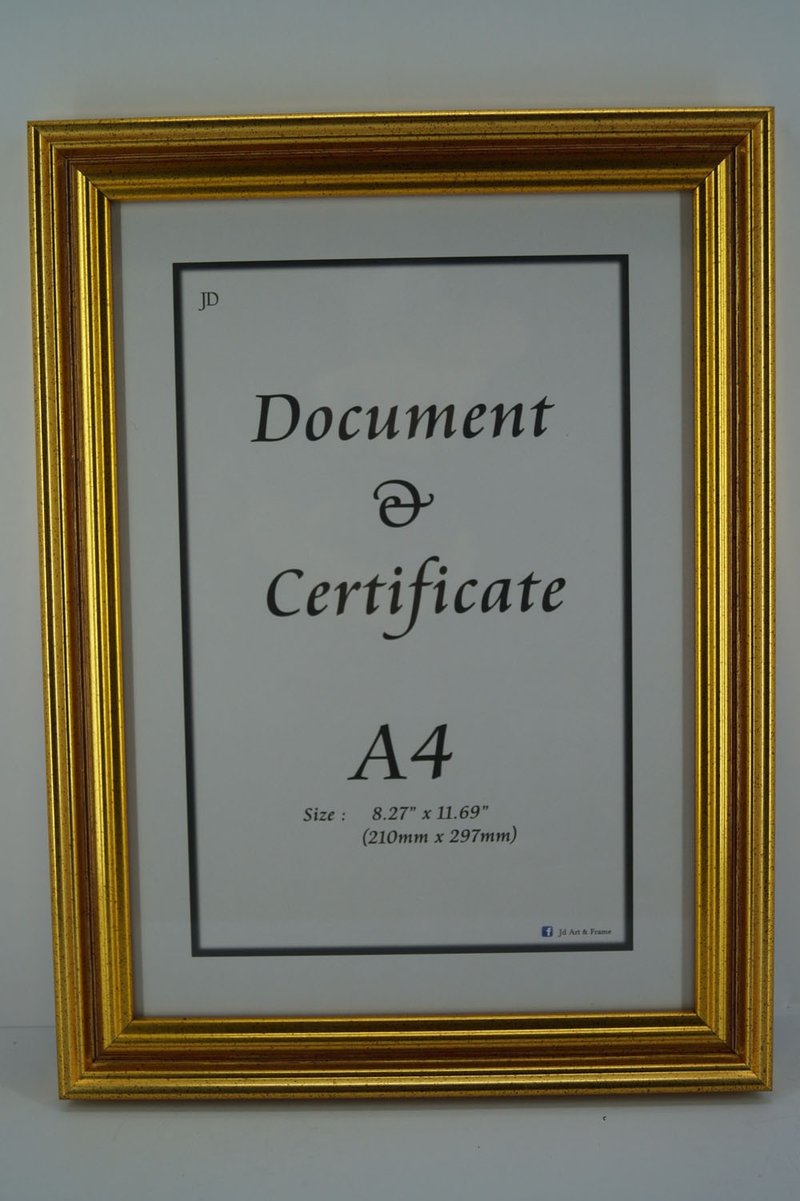 JD
Document
&
Certificate
A4
Size : 8.27" x 11.69"
(210mm x 297mm)
f Jd Art & Frame